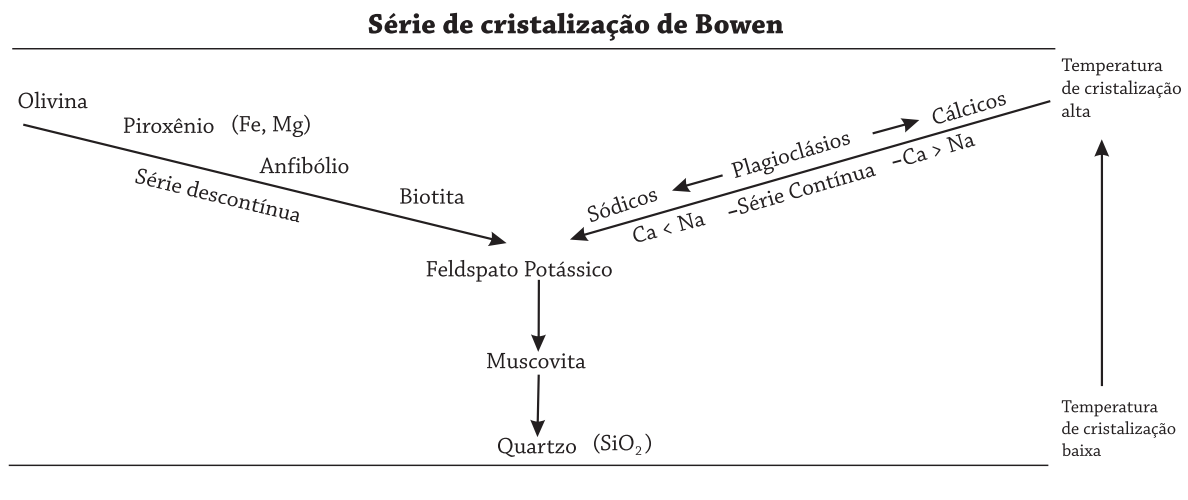 Série de cristalização de Bowen
Temperatura
de cristalização
alta
Olivina
Piroxênio (Fe, Mg)
Anfibólio
Biotita
Série descontínua
Cálcicos
Plagioclásios
Sódicos
Ca < Na –Série Contínua –Ca > Na
Feldspato Potássico
Muscovita
Quartzo (SiO₂)
Temperatura
de cristalização
baixa